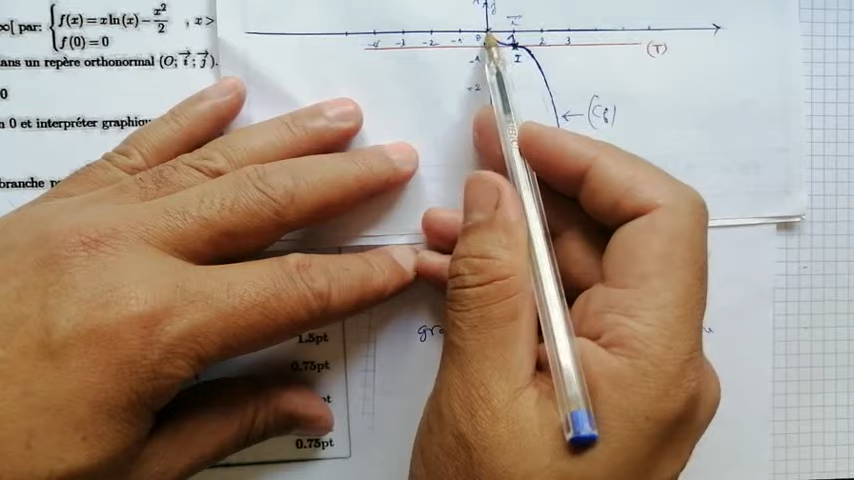 ∞[ par: { f(x) = x ln(x) − x²/2 , x >
f(0) = 0
ans un repère orthonormal (O; i⃗ ; j⃗).
0
n 0 et interpréter graphiqu
branche
-4 -3 -2 -1 0 1 2 3
(T)
I
-2
← (Cf)
1.5pt
0.75pt
pt
0.75pt